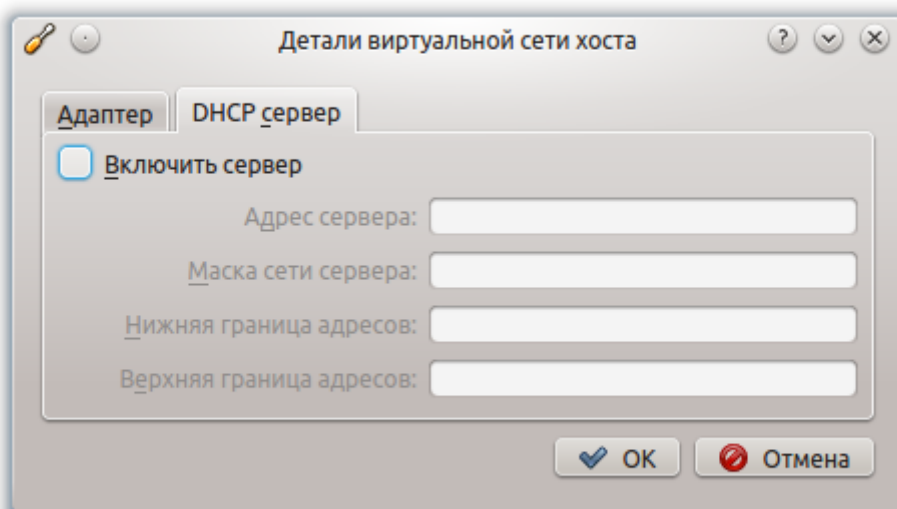 Детали виртуальной сети хоста
Адаптер
DHCP сервер
Включить сервер
Адрес сервера:
Маска сети сервера:
Нижняя граница адресов:
Верхняя граница адресов:
OK
Отмена